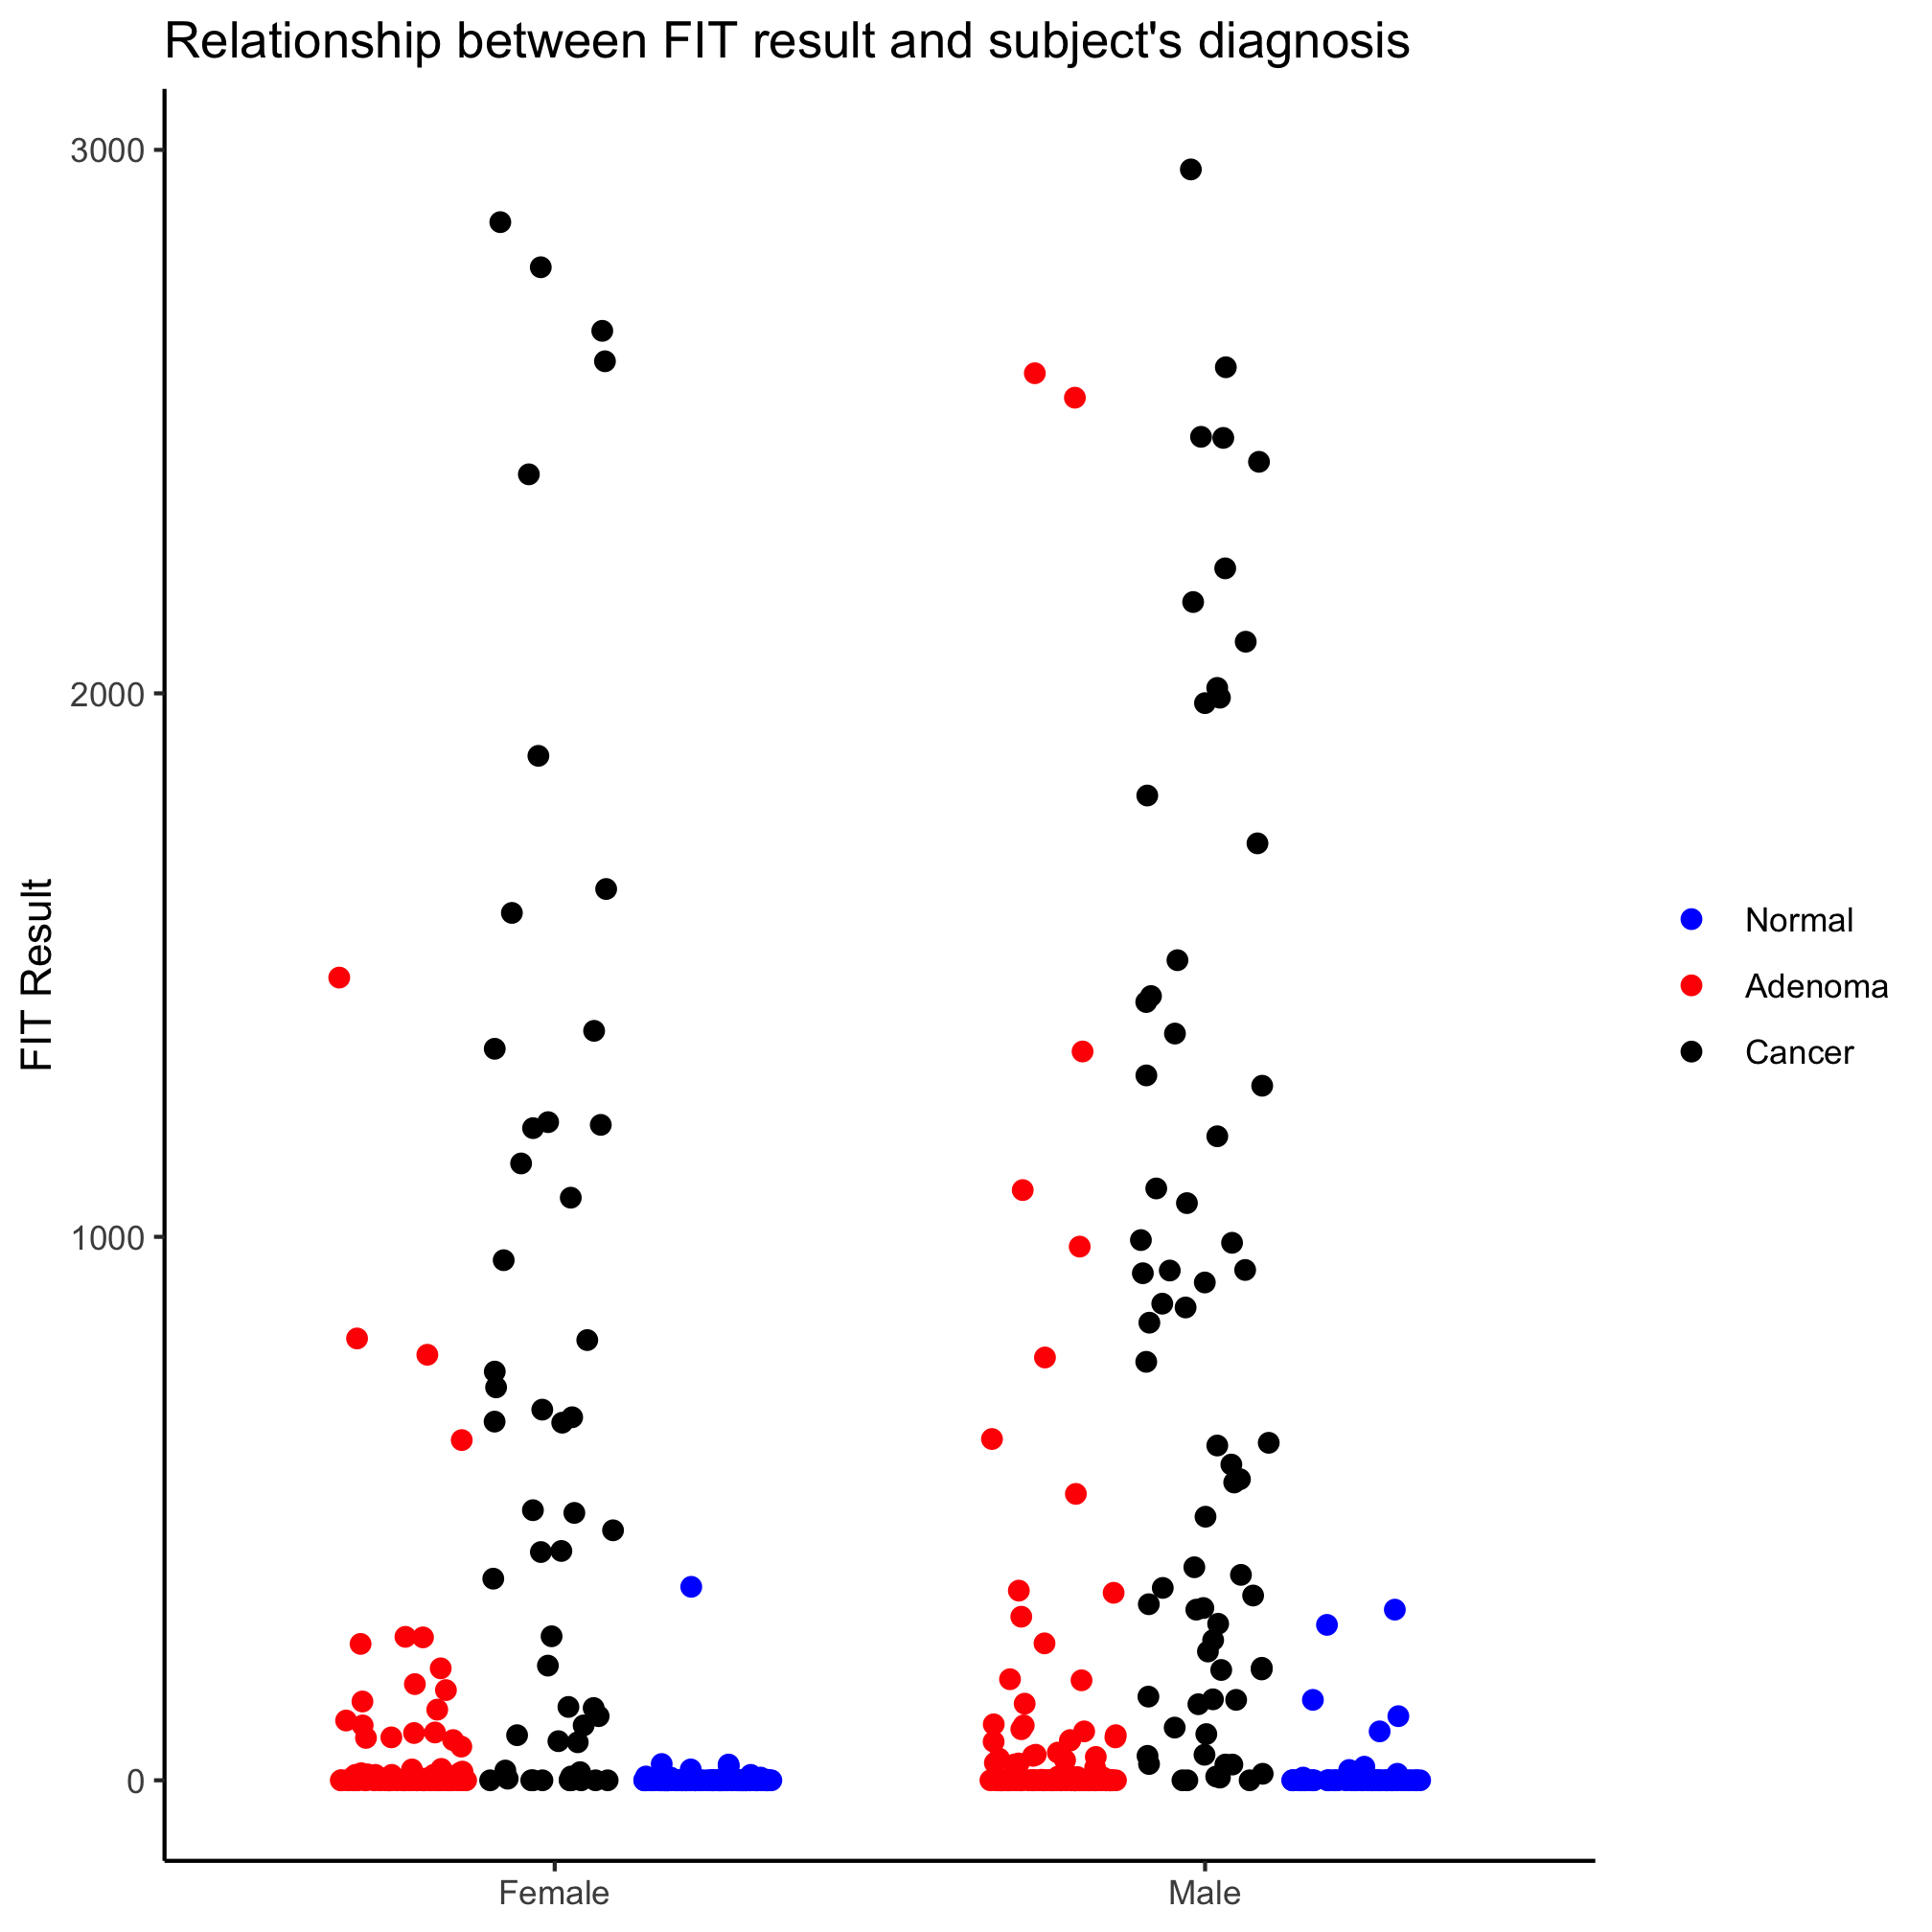 Relationship between FIT result and subject's diagnosis
3000
2000
1000
0
FIT Result
Female
Male
Normal
Adenoma
Cancer